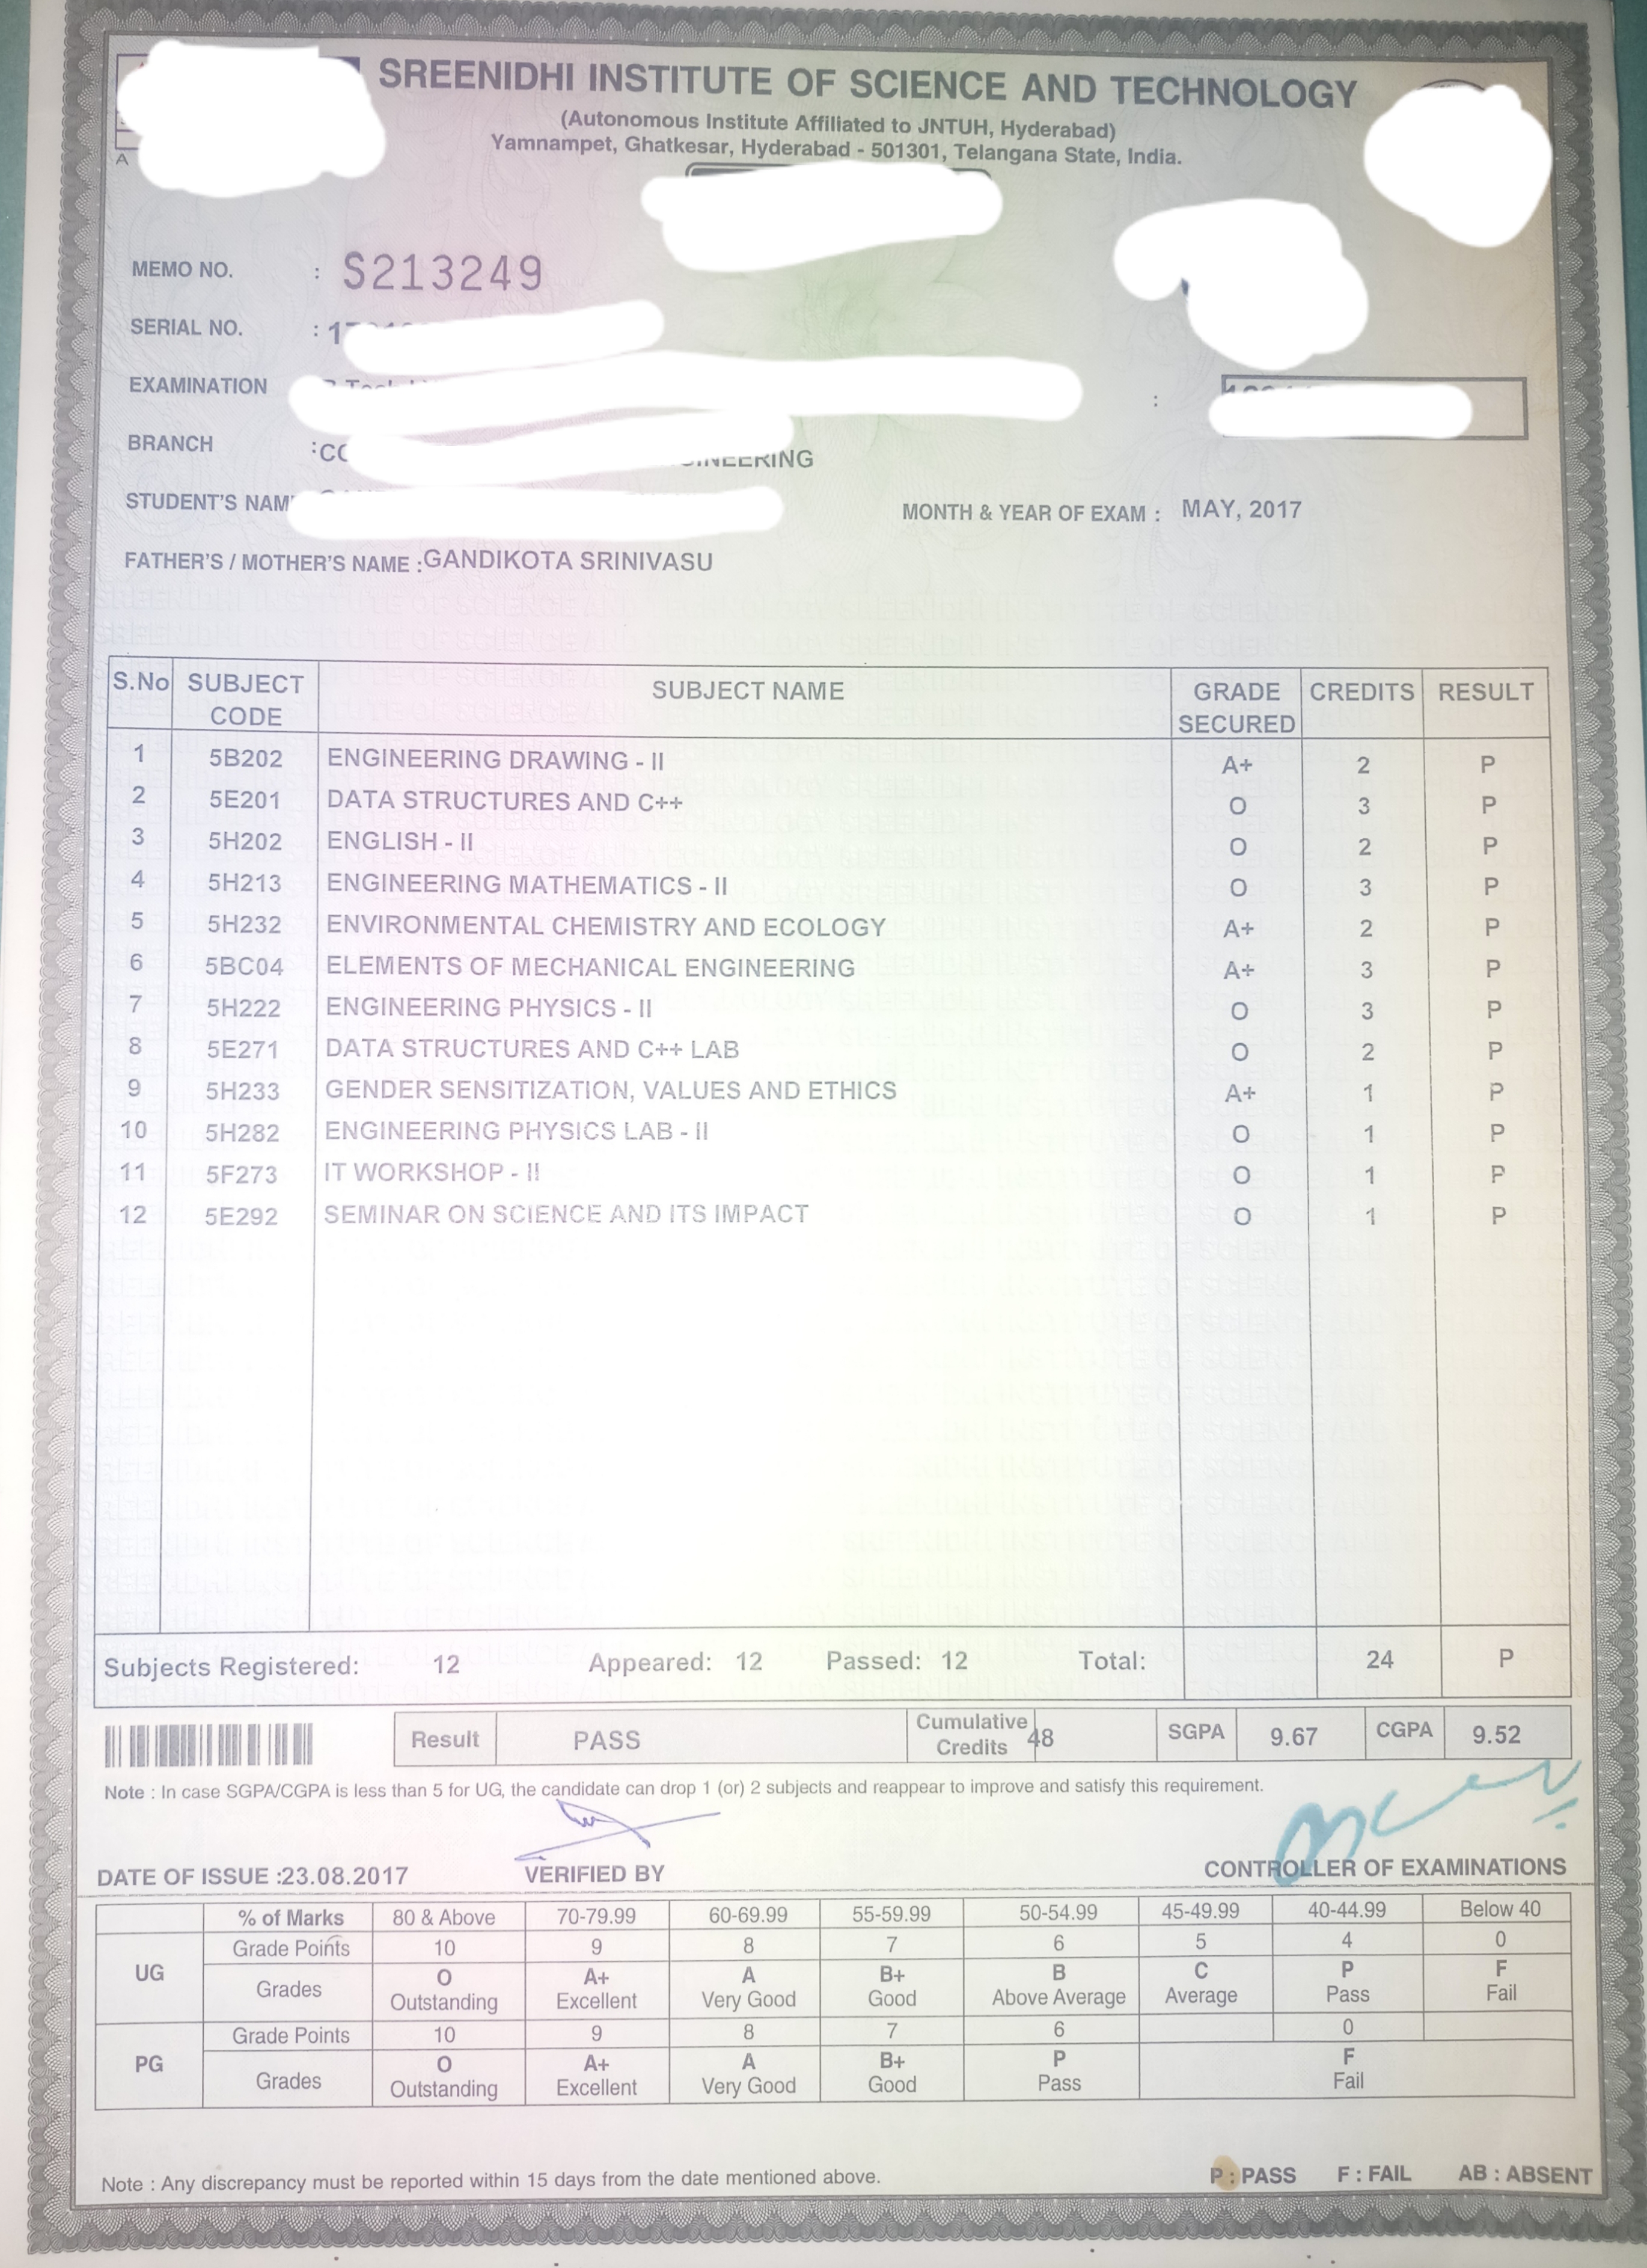 SREENIDHI INSTITUTE OF SCIENCE AND TECHNOLOGY
(Autonomous Institute Affiliated to JNTUH, Hyderabad)
Yamnampet, Ghatkesar, Hyderabad - 501301, Telangana State, India.
A
MEMO NO. : S213249
SERIAL NO. :
EXAMINATION :
BRANCH :
STUDENT'S
MONTH & YEAR OF EXAM : MAY, 2017
FATHER'S / MOTHER'S NAME :GANDIKOTA SRINIVASU
S.No SUBJECT CODE SUBJECT NAME GRADE SECURED CREDITS RESULT
1 5B202 ENGINEERING DRAWING - II A+ 2 P
2 5E201 DATA STRUCTURES AND C++ O 3 P
3 5H202 ENGLISH - II O 2 P
4 5H213 ENGINEERING MATHEMATICS - II O 3 P
5 5H232 ENVIRONMENTAL CHEMISTRY AND ECOLOGY A+ 2 P
6 5BC04 ELEMENTS OF MECHANICAL ENGINEERING A+ 3 P
7 5H222 ENGINEERING PHYSICS - II O 3 P
8 5E271 DATA STRUCTURES AND C++ LAB O 2 P
9 5H233 GENDER SENSITIZATION, VALUES AND ETHICS A+ 1 P
10 5H282 ENGINEERING PHYSICS LAB - II O 1 P
11 5F273 IT WORKSHOP - II O 1 P
12 5E292 SEMINAR ON SCIENCE AND ITS IMPACT O 1 P
Subjects Registered: 12 Appeared: 12 Passed: 12 Total: 24 P
Result PASS Cumulative Credits 48 SGPA 9.67 CGPA 9.52
Note : In case SGPA/CGPA is less than 5 for UG, the candidate can drop 1 (or) 2 subjects and reappear to improve and satisfy this requirement.
DATE OF ISSUE :23.08.2017 VERIFIED BY CONTROLLER OF EXAMINATIONS
% of Marks 80 & Above 70-79.99 60-69.99 55-59.99 50-54.99 45-49.99 40-44.99 Below 40
UG Grade Points 10 9 8 7 6 5 4 0
Grades O Outstanding A+ Excellent A Very Good B+ Good B Above Average C Average P Pass F Fail
PG Grade Points 10 9 8 7 6 0
Grades O Outstanding A+ Excellent A Very Good B+ Good P Pass F Fail
Note : Any discrepancy must be reported within 15 days from the date mentioned above.
P : PASS F : FAIL AB : ABSENT